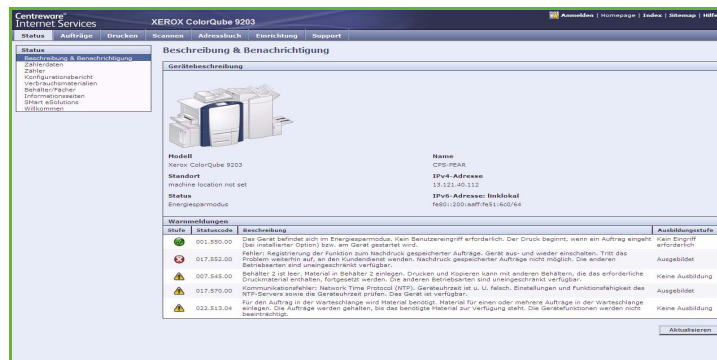 Centreware®
Internet Services
XEROX ColorQube 9203
Anmelden | Homepage | Index | Sitemap | Hilfe
Status Aufträge Drucken Scannen Adressbuch Einrichtung Support
Status
Beschreibung & Benachrichtigung
Zählerdaten
Zähler
Konfigurationsbericht
Verbrauchsmaterialien
Behälter/Fächer
Informationsseiten
SMart eSolutions
Willkommen
Beschreibung & Benachrichtigung
Gerätebeschreibung
Modell
Xerox ColorQube 9203
Name
CPS-PEAR
Standort
machine location not set
IPv4-Adresse
13.121.40.112
Status
Energiesparmodus
IPv6-Adresse: linklokal
fe80::200:aaff:fe51:6c0/64
Warnmeldungen
Stufe Statuscode Beschreibung Ausbildungsstufe
001.550.00 Das Gerät befindet sich im Energiesparmodus. Kein Benutzereingriff erforderlich. Der Druck beginnt, wenn ein Auftrag eingeht Kein Eingriff
(bei installierter Option) bzw. am Gerät gestartet wird. erforderlich
017.552.00 Fehler: Registrierung der Funktion zum Nachdruck gespeicherter Aufträge. Gerät aus- und wieder einschalten. Tritt das
Problem weiterhin auf, an den Kundendienst wenden. Nachdruck gespeicherter Aufträge nicht möglich. Die anderen Ausgebildet
Betriebsarten sind uneingeschränkt verfügbar.
007.545.00 Behälter 2 ist leer. Material in Behälter 2 einlegen. Drucken und Kopieren kann mit anderen Behältern, die das erforderliche
Druckmaterial enthalten, fortgesetzt werden. Die anderen Betriebsarten sind uneingeschränkt verfügbar. Keine Ausbildung
017.570.00 Kommunikationsfehler: Network Time Protocol (NTP). Geräteuhrzeit ist u. U. falsch. Einstellungen und Funktionsfähigkeit des
NTP-Servers sowie die Geräteuhrzeit prüfen. Das Gerät ist verfügbar. Ausgebildet
022.513.04 Für den Auftrag in der Warteschlange wird Material benötigt. Material für einen oder mehrere Aufträge in der Warteschlange
einlegen. Die Aufträge werden gehalten, bis das benötigte Material zur Verfügung steht. Die Gerätefunktionen werden nicht Keine Ausbildung
beeinträchtigt.
Aktualisieren